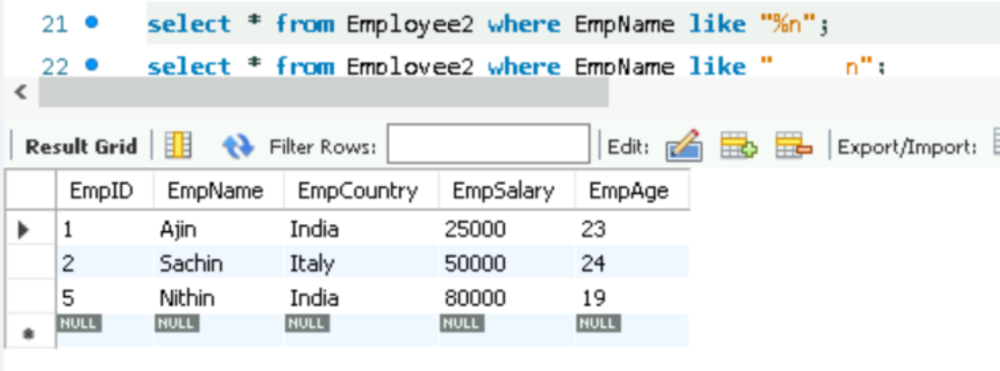 21 select * from Employee2 where EmpName like "%n";
22 select * from Employee2 where EmpName like "     n";
Result Grid Filter Rows: Edit: Export/Import:
EmpID EmpName EmpCountry EmpSalary EmpAge
1 Ajin India 25000 23
2 Sachin Italy 50000 24
5 Nithin India 80000 19
NULL NULL NULL NULL NULL